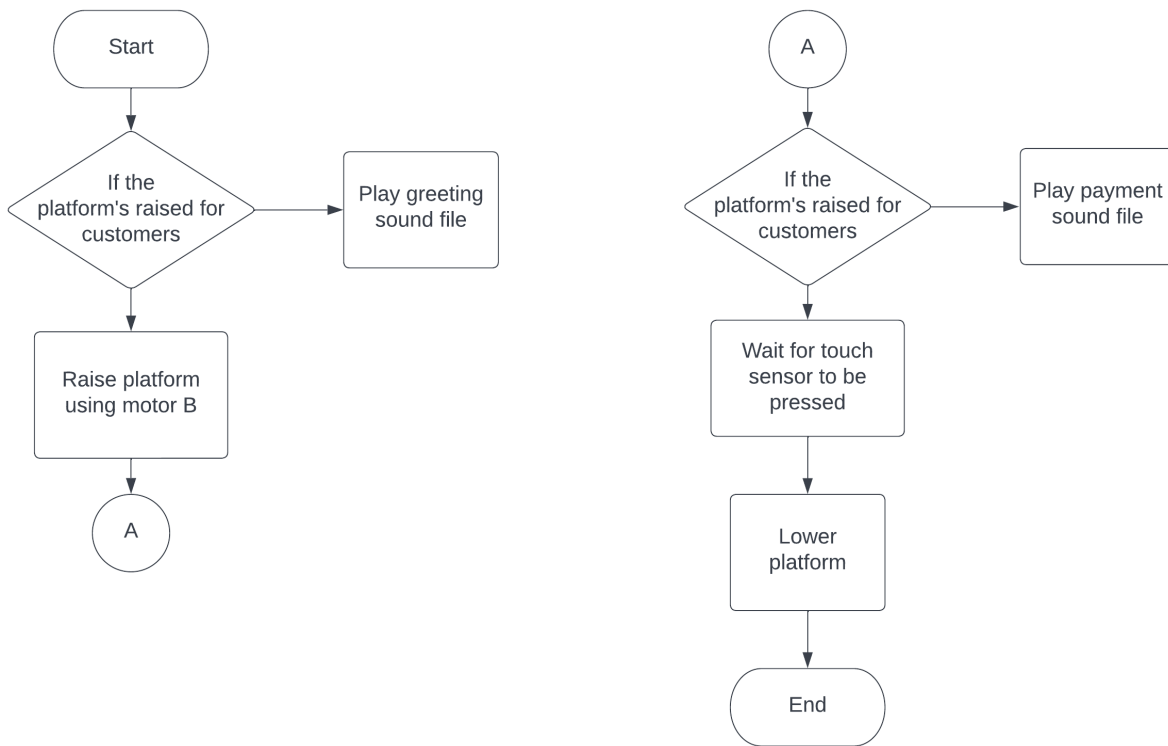 Start
If the
platform's raised for
customers
Play greeting
sound file
Raise platform
using motor B
A
A
If the
platform's raised for
customers
Play payment
sound file
Wait for touch
sensor to be
pressed
Lower
platform
End